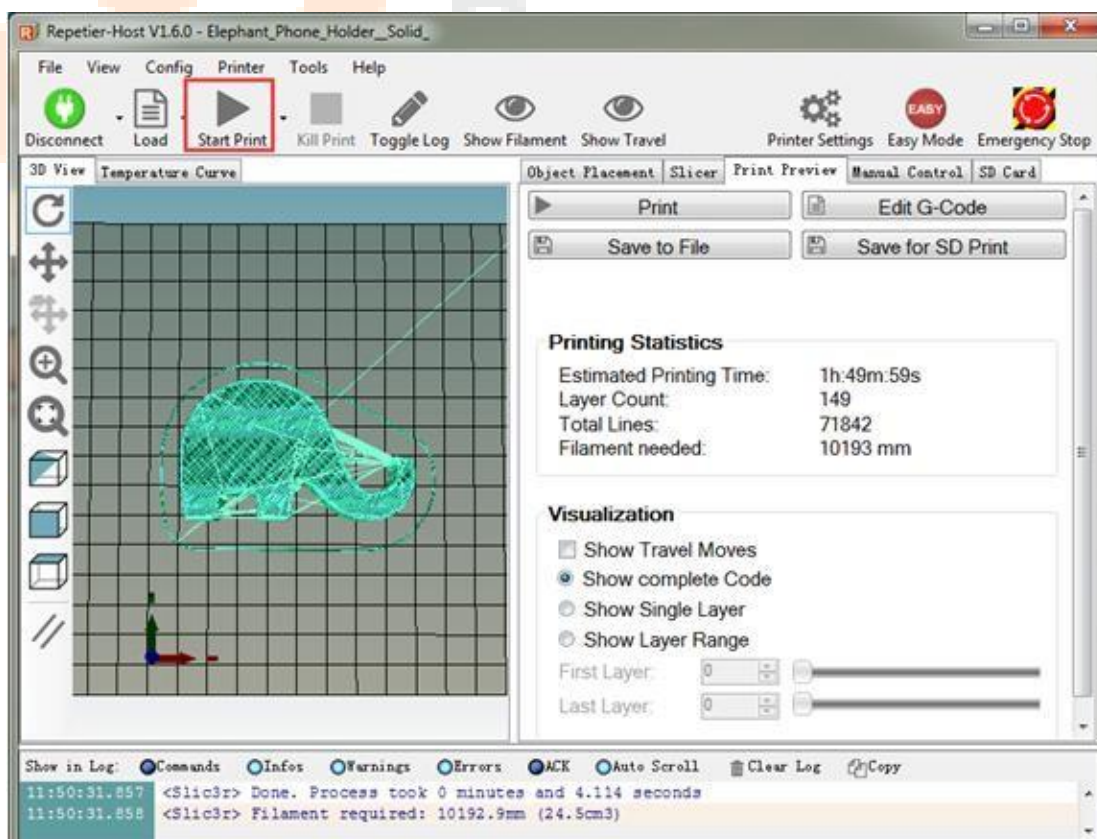 Repetier-Host V1.6.0 - Elephant_Phone_Holder__Solid_
File View Config Printer Tools Help
Disconnect Load Start Print Kill Print Toggle Log Show Filament Show Travel Printer Settings Easy Mode Emergency Stop
EASY
3D View Temperature Curve
Object Placement Slicer Print Preview Manual Control SD Card
Print Edit G-Code
Save to File Save for SD Print
Printing Statistics
Estimated Printing Time: 1h:49m:59s
Layer Count: 149
Total Lines: 71842
Filament needed: 10193 mm
Visualization
Show Travel Moves
Show complete Code
Show Single Layer
Show Layer Range
First Layer: 0
Last Layer: 0
Show in Log: Commands Infos Warnings Errors ACK Auto Scroll Clear Log Copy
11:50:31.857 <Slic3r> Done. Process took 0 minutes and 4.114 seconds
11:50:31.858 <Slic3r> Filament required: 10192.9mm (24.5cm3)